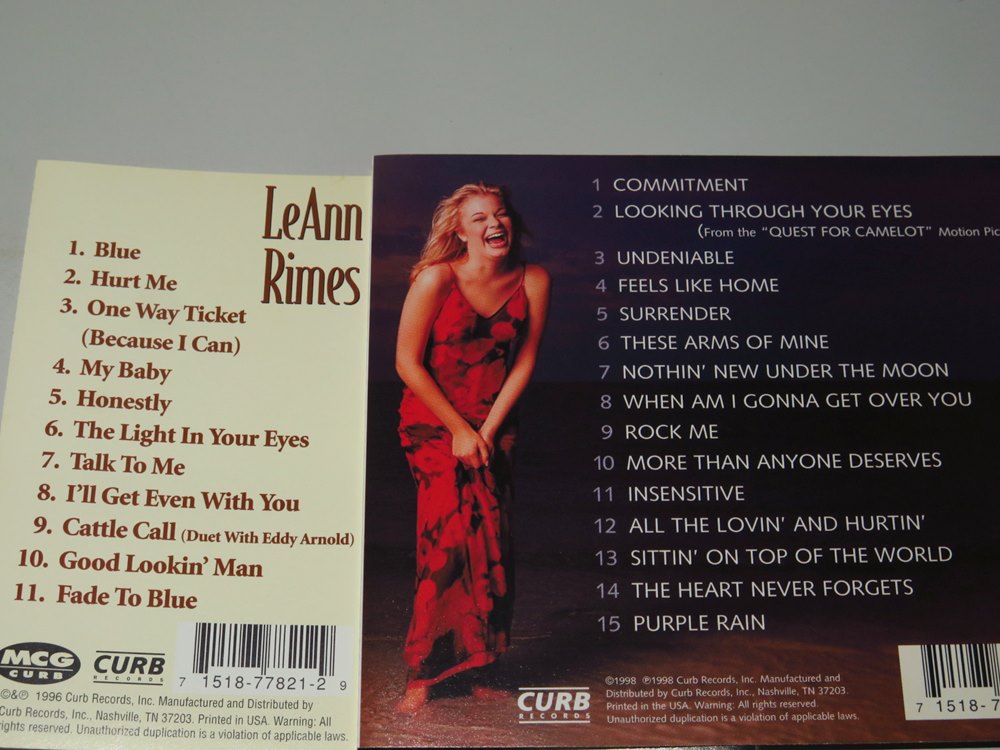 LeAnn
Rimes
1. Blue
2. Hurt Me
3. One Way Ticket
(Because I Can)
4. My Baby
5. Honestly
6. The Light In Your Eyes
7. Talk To Me
8. I'll Get Even With You
9. Cattle Call (Duet With Eddy Arnold)
10. Good Lookin' Man
11. Fade To Blue
MCG
CURB
CURB
RECORDS
7 1518-77821-2 9
©&℗ 1996 Curb Records, Inc. Manufactured and Distributed by
Curb Records, Inc., Nashville, TN 37203. Printed in USA. Warning: All
rights reserved. Unauthorized duplication is a violation of applicable laws.
1 COMMITMENT
2 LOOKING THROUGH YOUR EYES
(From the "QUEST FOR CAMELOT" Motion Pic
3 UNDENIABLE
4 FEELS LIKE HOME
5 SURRENDER
6 THESE ARMS OF MINE
7 NOTHIN' NEW UNDER THE MOON
8 WHEN AM I GONNA GET OVER YOU
9 ROCK ME
10 MORE THAN ANYONE DESERVES
11 INSENSITIVE
12 ALL THE LOVIN' AND HURTIN'
13 SITTIN' ON TOP OF THE WORLD
14 THE HEART NEVER FORGETS
15 PURPLE RAIN
CURB
RECORDS
©1998 ℗1998 Curb Records, Inc. Manufactured and
Distributed by Curb Records, Inc., Nashville, TN 37203.
Printed in the USA. Warning: All rights reserved.
Unauthorized duplication is a violation of applicable laws.
7 1518-7